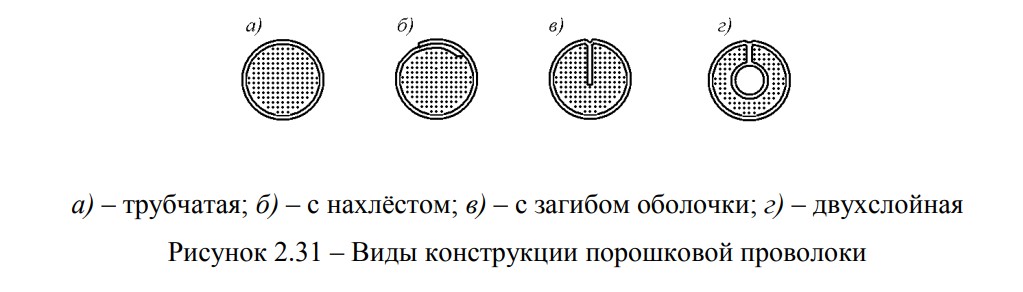 а) б) в) г)
а) – трубчатая; б) – с нахлёстом; в) – с загибом оболочки; г) – двухслойная
Рисунок 2.31 – Виды конструкции порошковой проволоки